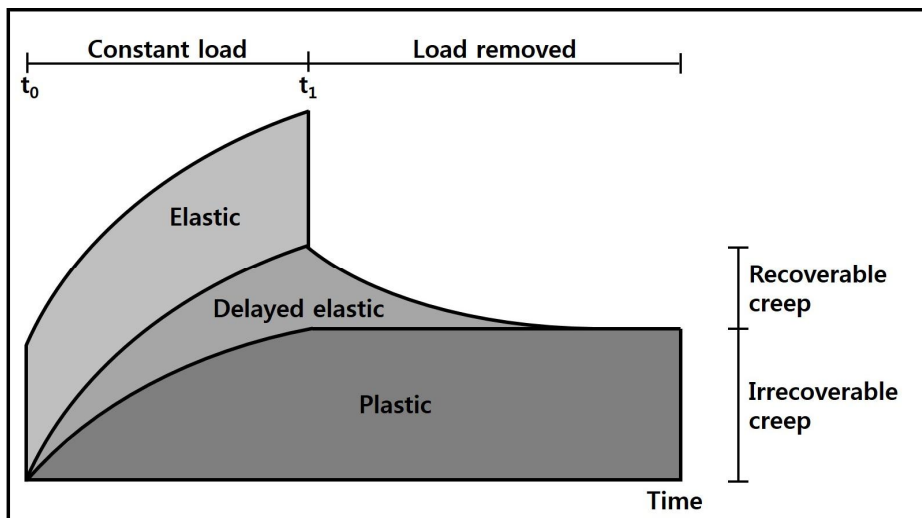 Constant load
Load removed
t₀
t₁
Elastic
Delayed elastic
Plastic
Recoverable
creep
Irrecoverable
creep
Time